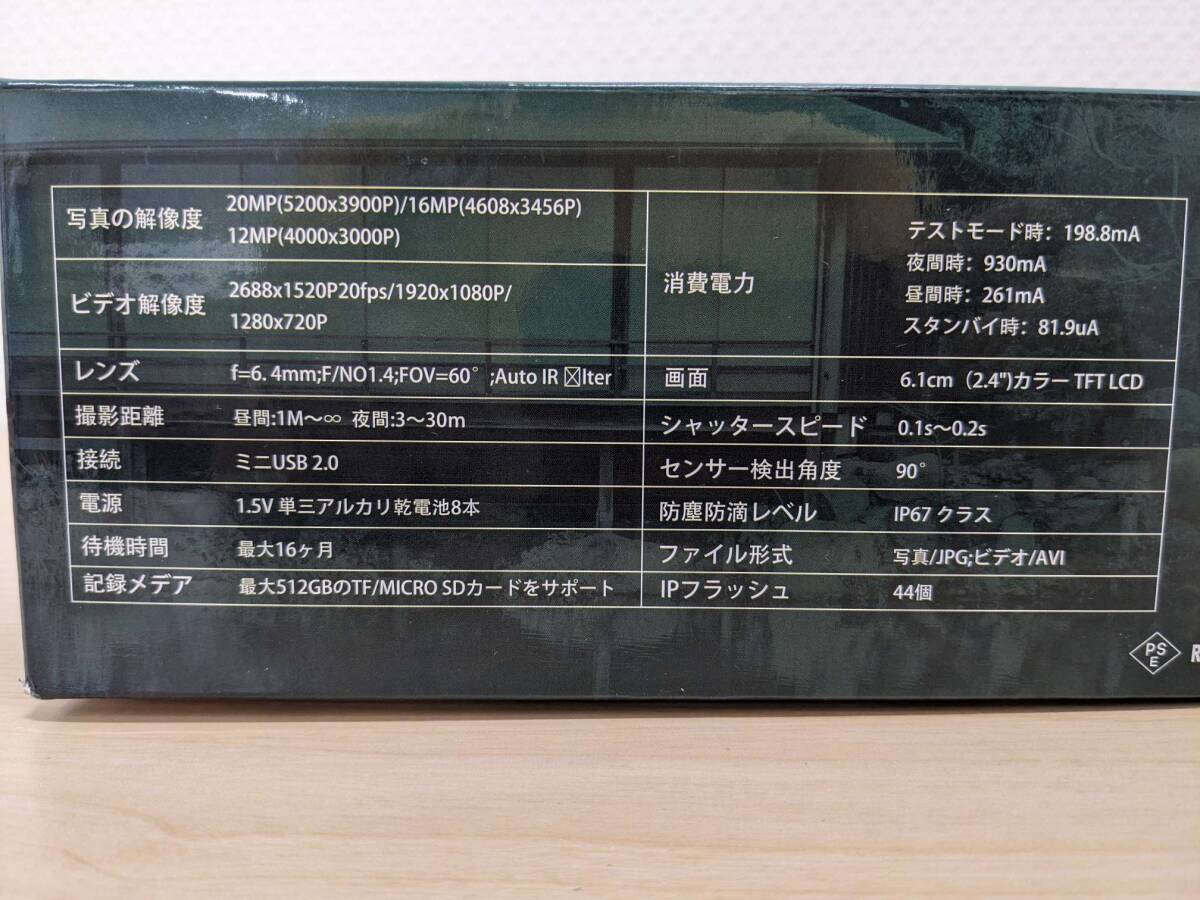 写真の解像度 20MP(5200x3900P)/16MP(4608x3456P)
12MP(4000x3000P)
ビデオ解像度 2688x1520P20fps/1920x1080P/
1280x720P
レンズ f=6.4mm;F/NO1.4;FOV=60°;Auto IR ☒lter
撮影距離 昼間:1M～∞ 夜間:3～30m
接続 ミニUSB 2.0
電源 1.5V 単三アルカリ乾電池8本
待機時間 最大16ヶ月
記録メデア 最大512GBのTF/MICRO SDカードをサポート
消費電力 テストモード時：198.8mA
夜間時：930mA
昼間時：261mA
スタンバイ時：81.9uA
画面 6.1cm（2.4")カラー TFT LCD
シャッタースピード 0.1s～0.2s
センサー検出角度 90°
防塵防滴レベル IP67 クラス
ファイル形式 写真/JPG;ビデオ/AVI
IPフラッシュ 44個
PS
E